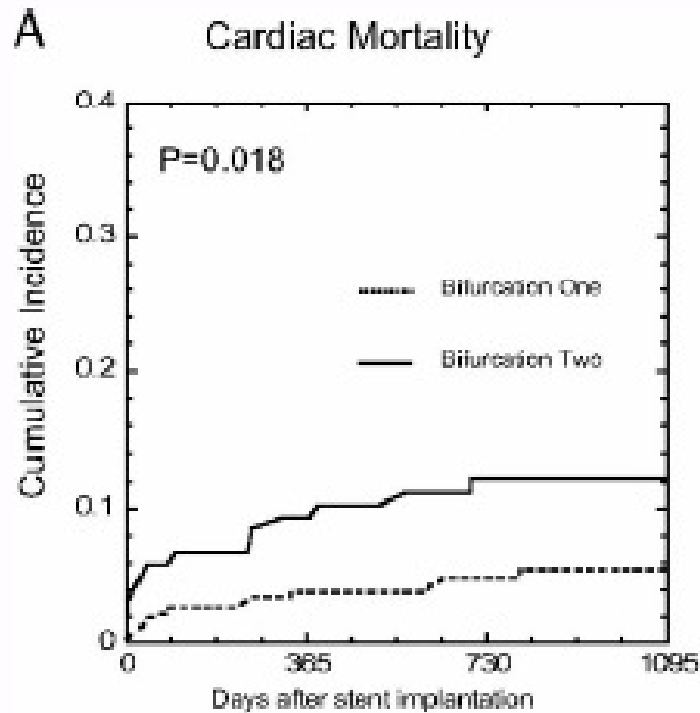 A
Cardiac Mortality
0.4
P=0.018
0.3
Bifurcation One
0.2
Bifurcation Two
0.1
0
0
365
730
1095
Cumulative Incidence
Days after stent implantation